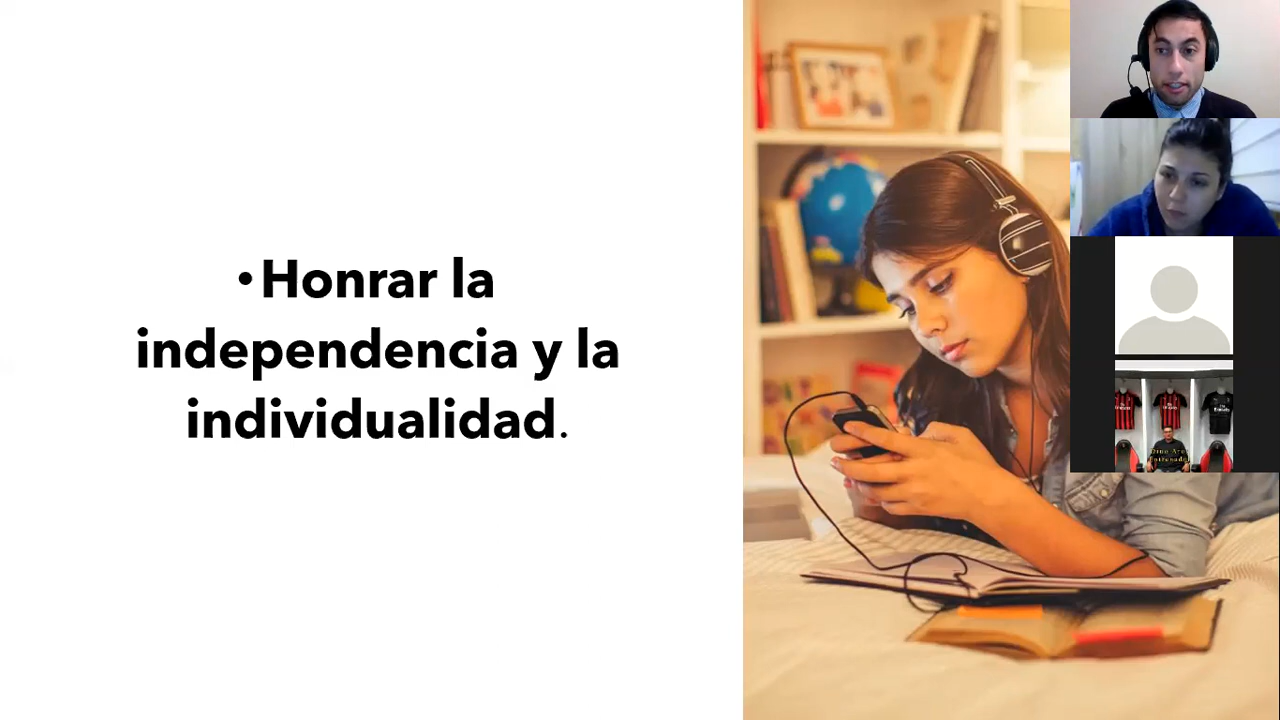 •Honrar la
independencia y la
individualidad.